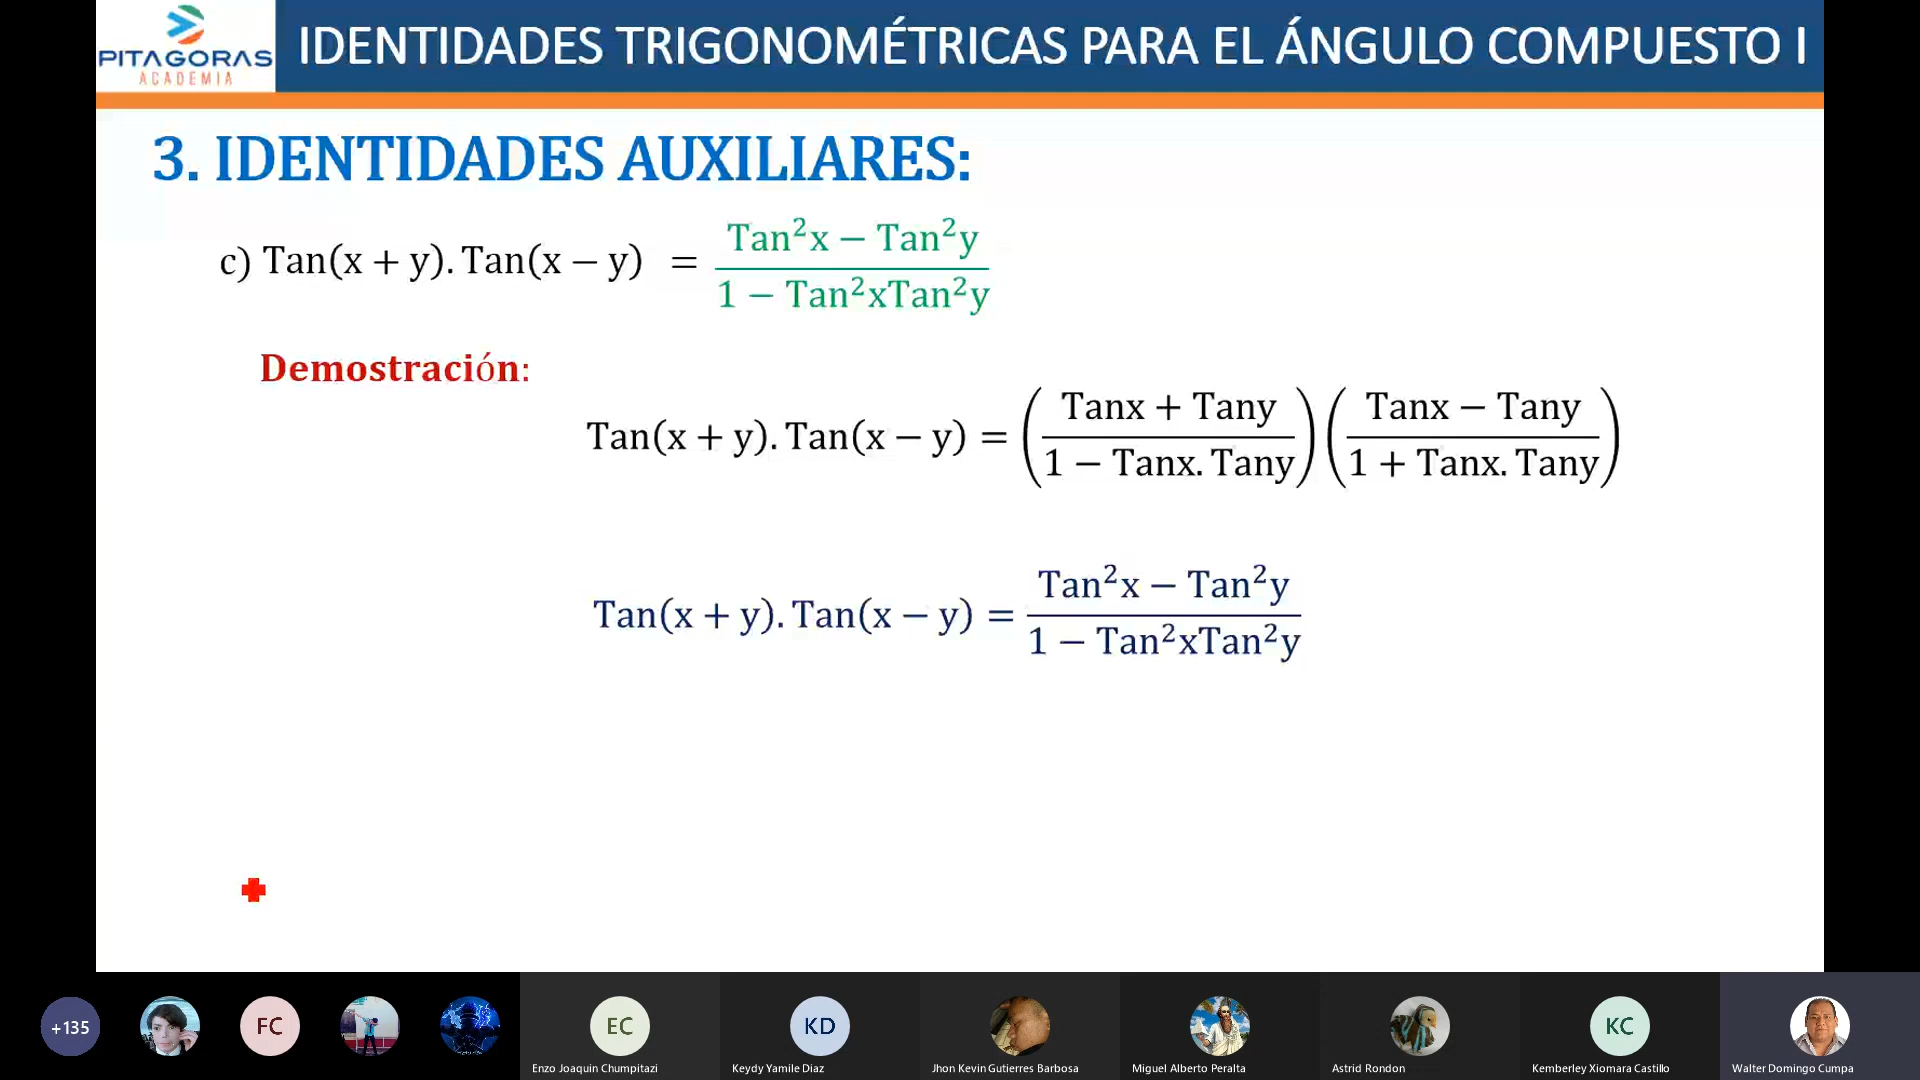 PITAGORAS
ACADEMIA
IDENTIDADES TRIGONOMÉTRICAS PARA EL ÁNGULO COMPUESTO I
3. IDENTIDADES AUXILIARES:
c) Tan(x + y). Tan(x − y) = (Tan²x − Tan²y) / (1 − Tan²xTan²y)
Demostración:
Tan(x + y). Tan(x − y) = ((Tanx + Tany) / (1 − Tanx. Tany)) ((Tanx − Tany) / (1 + Tanx. Tany))
Tan(x + y). Tan(x − y) = (Tan²x − Tan²y) / (1 − Tan²xTan²y)
+135
FC
EC
KD
KC
Enzo Joaquin Chumpitazi
Keydy Yamile Diaz
Jhon Kevin Gutierres Barbosa
Miguel Alberto Peralta
Astrid Rondon
Kemberley Xiomara Castillo
Walter Domingo Cumpa